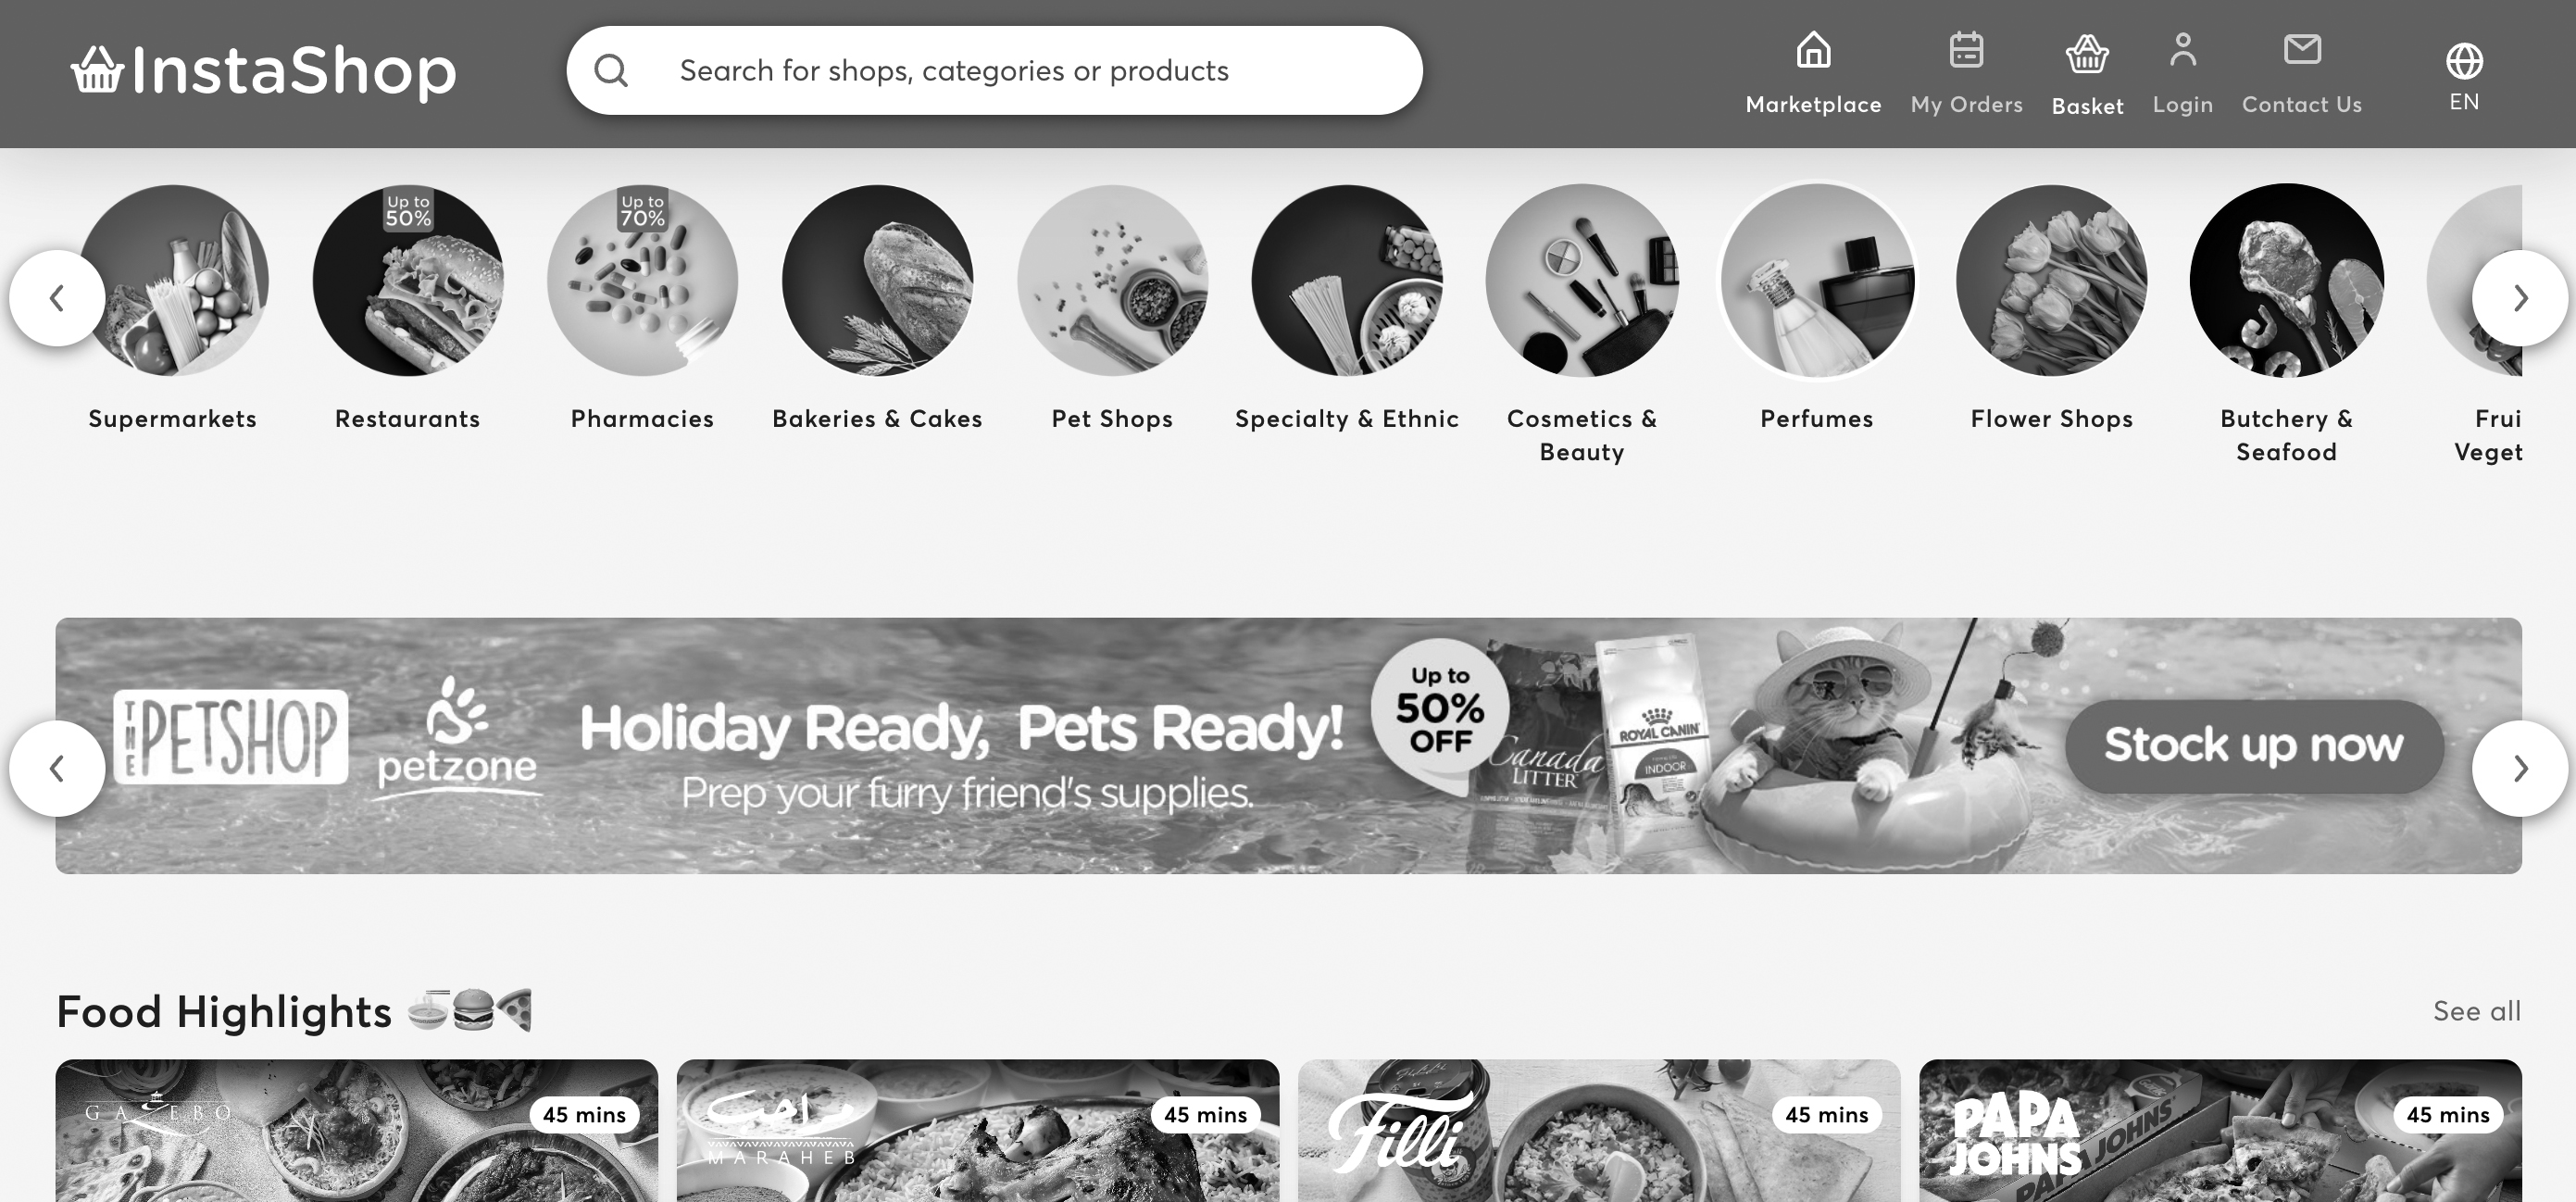 InstaShop
Search for shops, categories or products
Marketplace
My Orders
Basket
Login
Contact Us
EN
Up to
50%
Up to
70%
Supermarkets
Restaurants
Pharmacies
Bakeries & Cakes
Pet Shops
Specialty & Ethnic
Cosmetics &
Beauty
Perfumes
Flower Shops
Butchery &
Seafood
Frui
Veget
THE PETSHOP
petzone
Holiday Ready, Pets Ready!
Prep your furry friend's supplies.
Up to
50%
OFF
Canada
LITTER
ROYAL CANIN
INDOOR
Stock up now
Food Highlights
See all
GAZEBO
45 mins
مراحب
MARAHEB
45 mins
Filli
45 mins
PAPA
JOHNS
PAPA JOHNS
45 mins